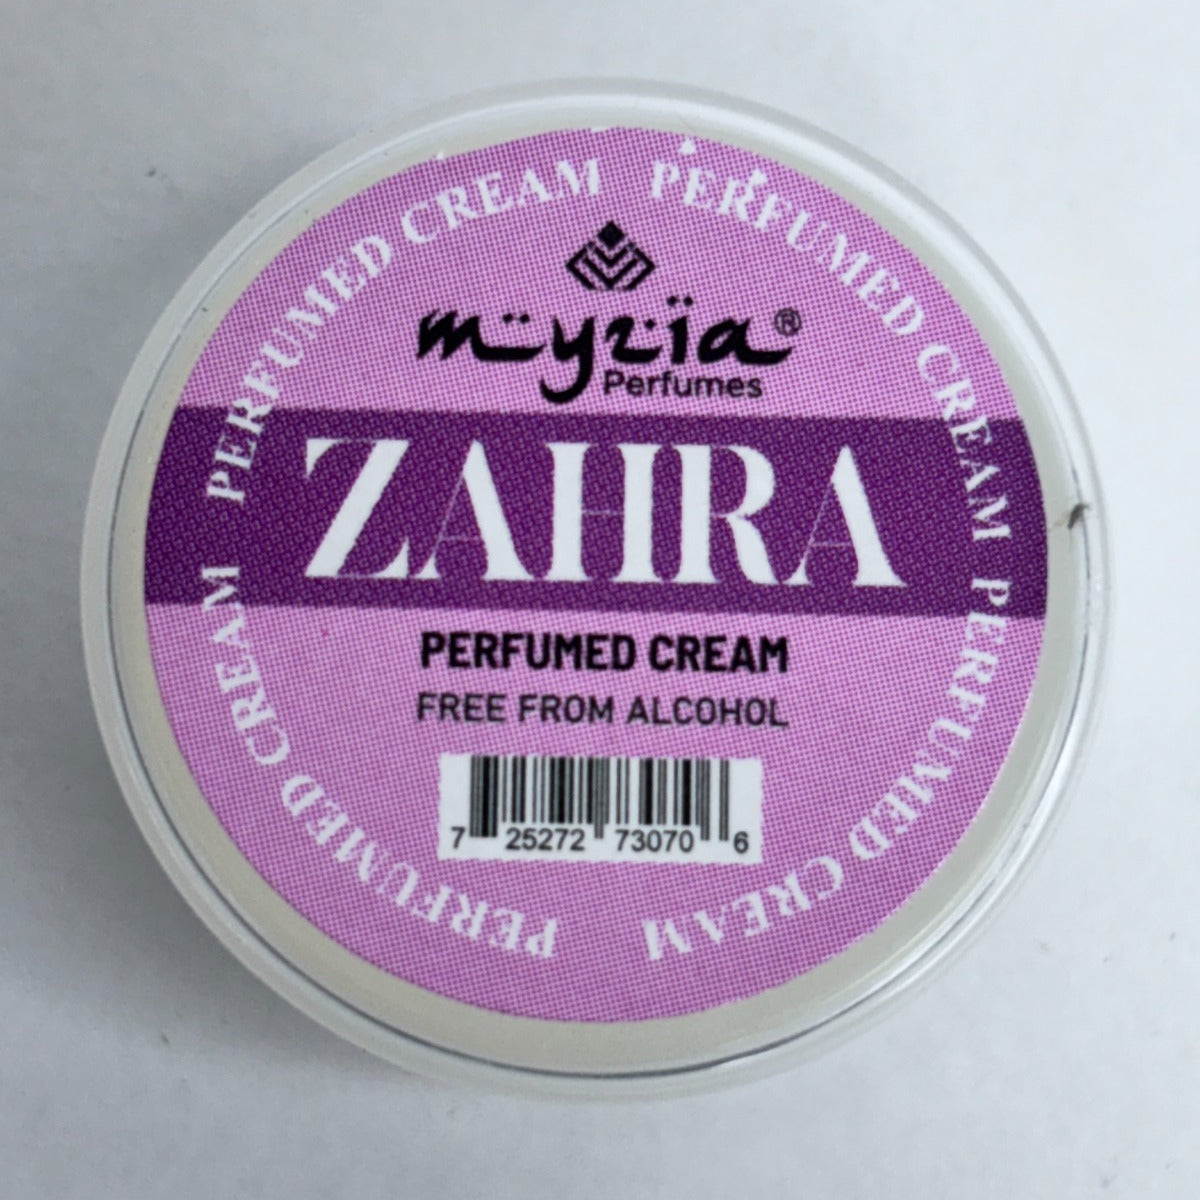 PERFUMED CREAM PERFUMED CREAM PERFUMED CREAM PERFUMED CREAM
myzia®
Perfumes
ZAHRA
PERFUMED CREAM
FREE FROM ALCOHOL
7 25272 73070 6